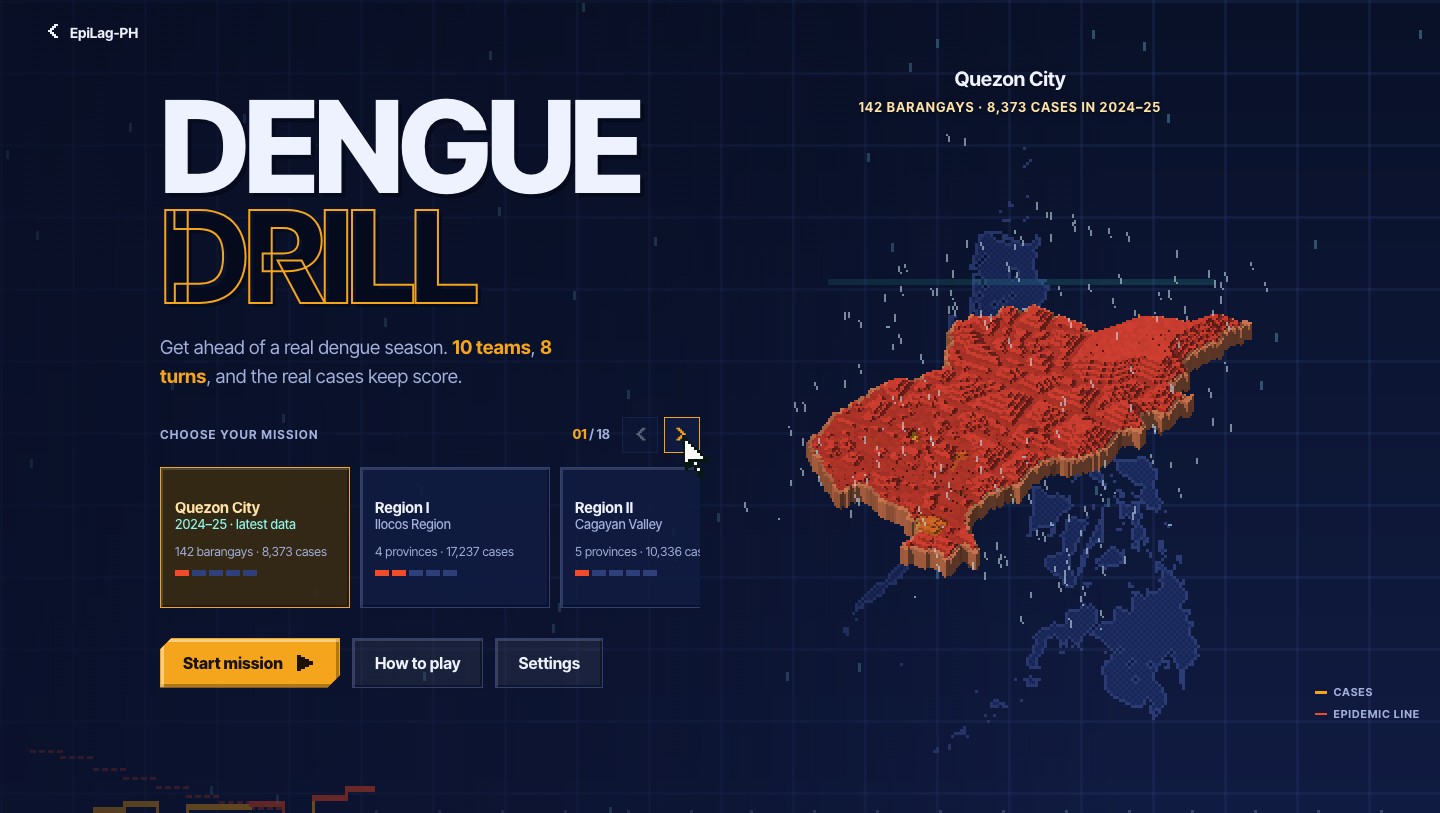 EpiLag-PH
Quezon City
142 BARANGAYS · 8,373 CASES IN 2024–25
DENGUE
DRILL
Get ahead of a real dengue season. 10 teams, 8
turns, and the real cases keep score.
CHOOSE YOUR MISSION
01 / 18
Quezon City
2024–25 · latest data
142 barangays · 8,373 cases
Region I
Ilocos Region
4 provinces · 17,237 cases
Region II
Cagayan Valley
5 provinces · 10,336 cas
Start mission
How to play
Settings
CASES
EPIDEMIC LINE